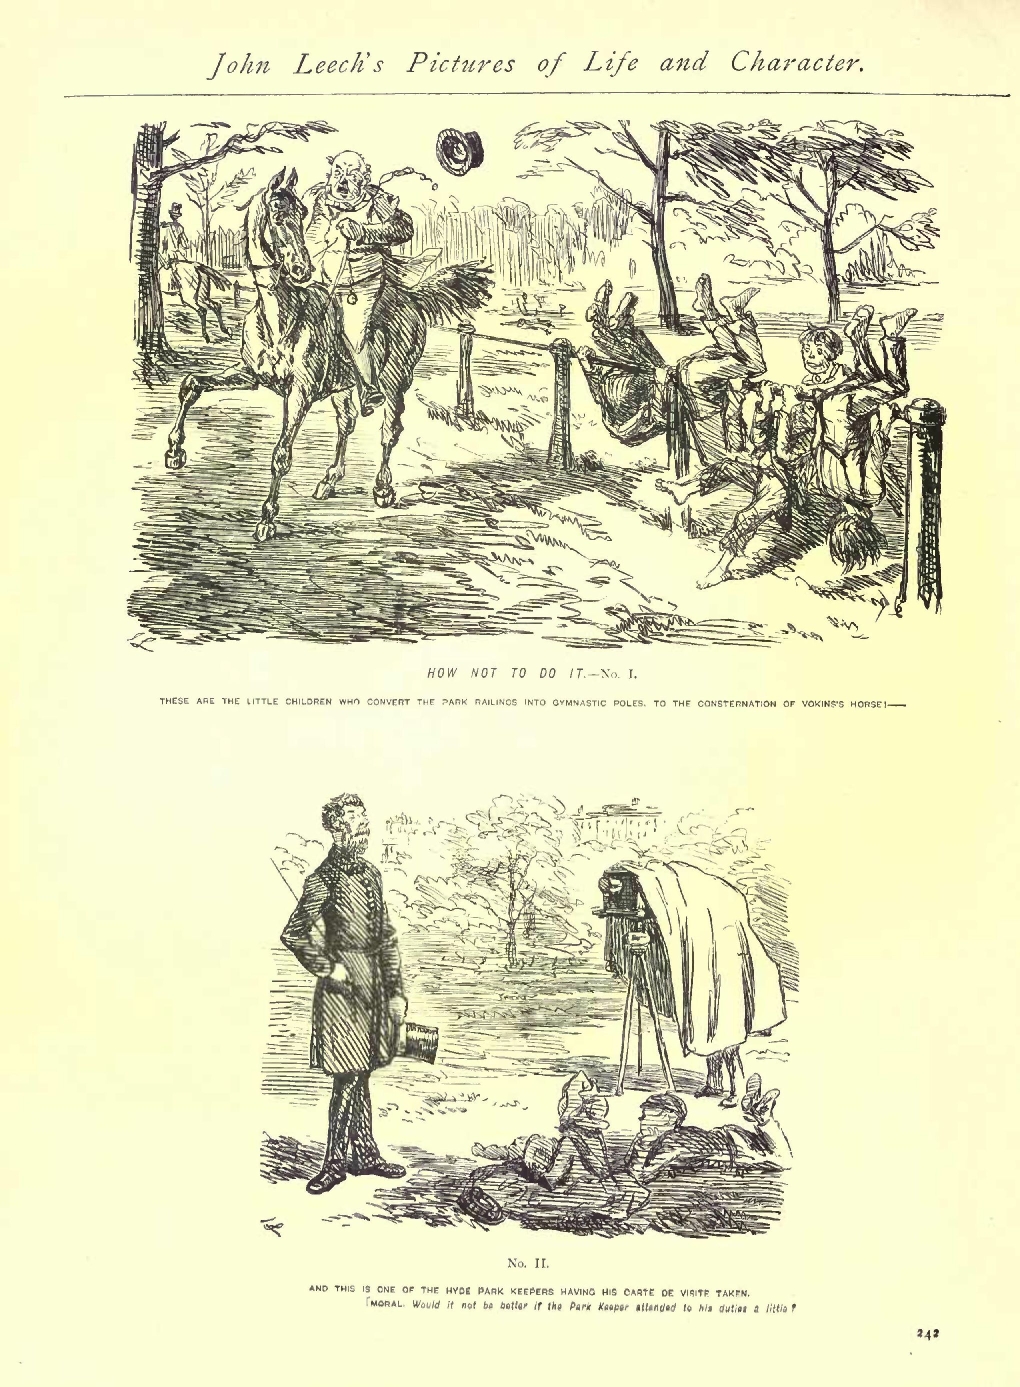 John Leech's Pictures of Life and Character.
HOW NOT TO DO IT.—No. I.
THESE ARE THE LITTLE CHILDREN WHO CONVERT THE PARK RAILINGS INTO GYMNASTIC POLES, TO THE CONSTERNATION OF VOKINS'S HORSE!—
No. II.
AND THIS IS ONE OF THE HYDE PARK KEEPERS HAVING HIS CARTE DE VISITE TAKEN.
[MORAL. Would it not be better if the Park Keeper attended to his duties a little?
242